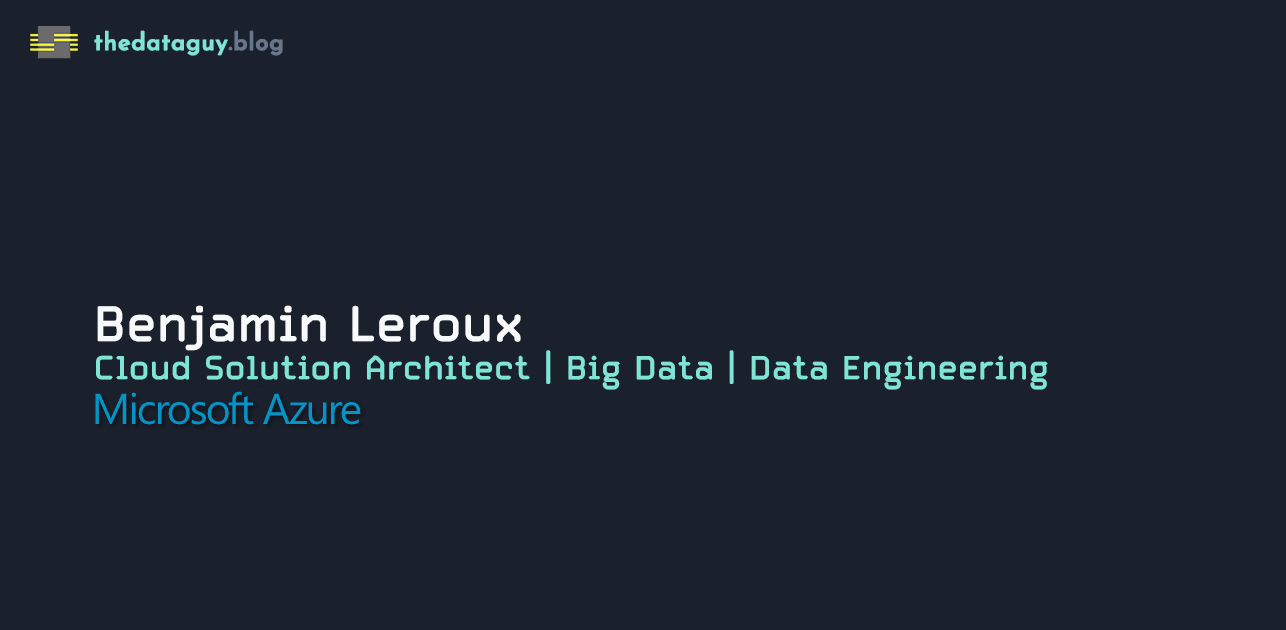 thedataguy.blog
Benjamin Leroux
Cloud Solution Architect | Big Data | Data Engineering
Microsoft Azure